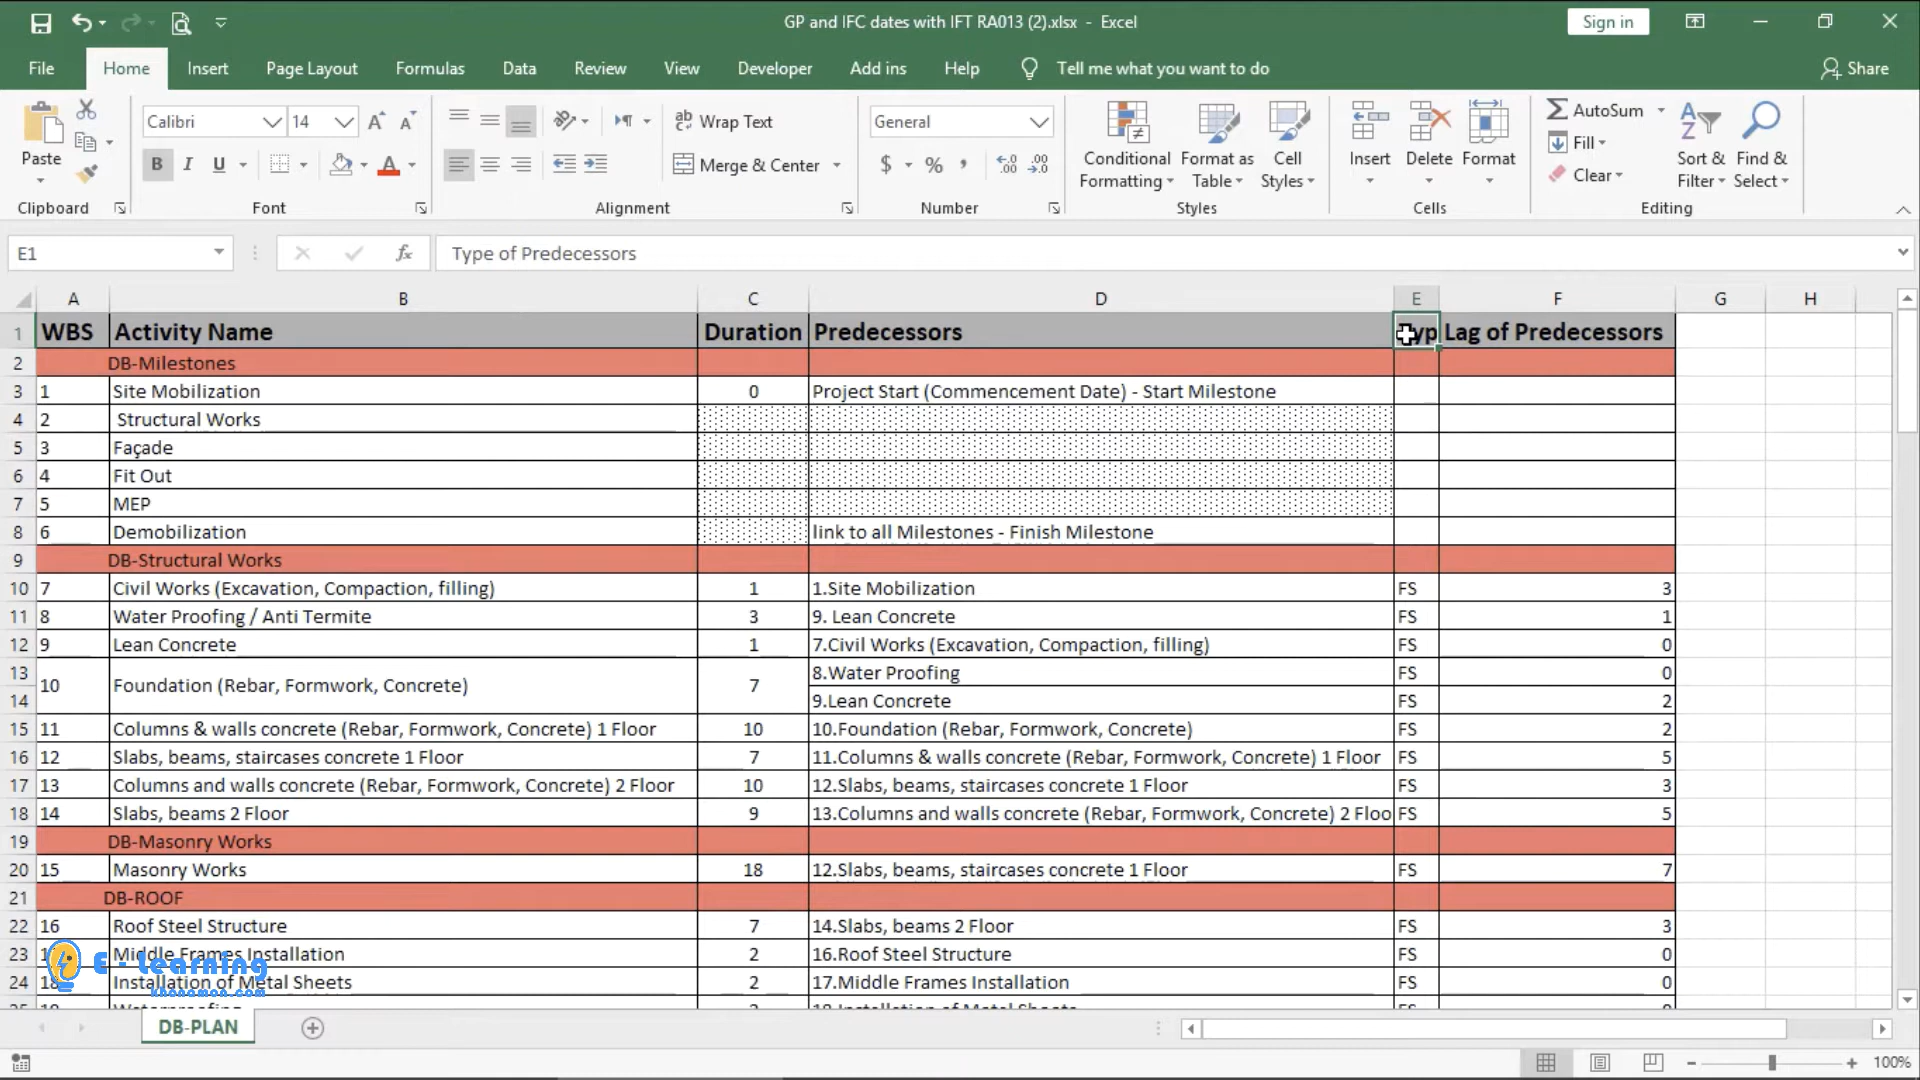 GP and IFC dates with IFT RA013 (2).xlsx - Excel
Sign in
File Home Insert Page Layout Formulas Data Review View Developer Add ins Help Tell me what you want to do Share
Paste
Clipboard
Calibri 14
B I U
Font
Wrap Text
Merge & Center
Alignment
General
$ % ,
Number
Conditional Formatting
Format as Table
Cell Styles
Styles
Insert Delete Format
Cells
AutoSum
Fill
Clear
Sort & Filter
Find & Select
Editing
E1 fx Type of Predecessors
A B C D E F G H
1 WBS Activity Name Duration Predecessors Lag of Predecessors
2 DB-Milestones
3 1 Site Mobilization 0 Project Start (Commencement Date) - Start Milestone
4 2 Structural Works
5 3 Façade
6 4 Fit Out
7 5 MEP
8 6 Demobilization link to all Milestones - Finish Milestone
9 DB-Structural Works
10 7 Civil Works (Excavation, Compaction, filling) 1 1.Site Mobilization FS 3
11 8 Water Proofing / Anti Termite 3 9. Lean Concrete FS 1
12 9 Lean Concrete 1 7.Civil Works (Excavation, Compaction, filling) FS 0
13 10 Foundation (Rebar, Formwork, Concrete) 7 8.Water Proofing FS 0
14 9.Lean Concrete FS 2
15 11 Columns & walls concrete (Rebar, Formwork, Concrete) 1 Floor 10 10.Foundation (Rebar, Formwork, Concrete) FS 2
16 12 Slabs, beams, staircases concrete 1 Floor 7 11.Columns & walls concrete (Rebar, Formwork, Concrete) 1 Floor FS 5
17 13 Columns and walls concrete (Rebar, Formwork, Concrete) 2 Floor 10 12.Slabs, beams, staircases concrete 1 Floor FS 3
18 14 Slabs, beams 2 Floor 9 13.Columns and walls concrete (Rebar, Formwork, Concrete) 2 Floo FS 5
19 DB-Masonry Works
20 15 Masonry Works 18 12.Slabs, beams, staircases concrete 1 Floor FS 7
21 DB-ROOF
22 16 Roof Steel Structure 7 14.Slabs, beams 2 Floor FS 3
23 Middle Frames Installation 2 16.Roof Steel Structure FS 0
24 18 Installation of Metal Sheets 2 17.Middle Frames Installation FS 0
E - Learning
DB-PLAN
100%